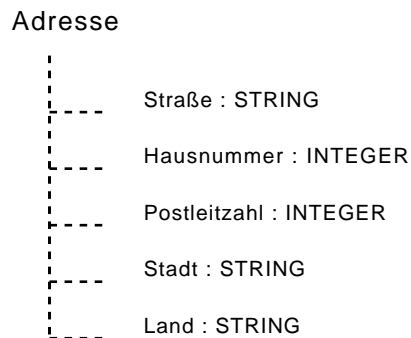 Adresse
Straße : STRING
Hausnummer : INTEGER
Postleitzahl : INTEGER
Stadt : STRING
Land : STRING